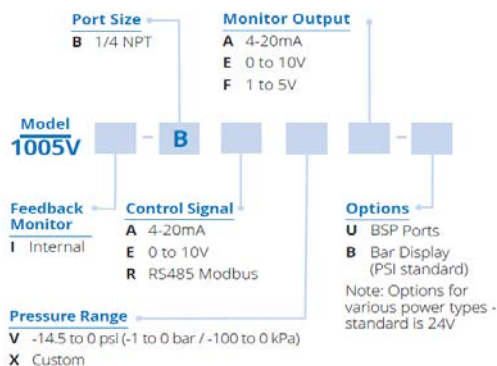 Port Size
B 1/4 NPT
Monitor Output
A 4-20mA
E 0 to 10V
F 1 to 5V
Model
1005V
- B
-
Feedback
Monitor
I Internal
Control Signal
A 4-20mA
E 0 to 10V
R RS485 Modbus
Options
U BSP Ports
B Bar Display
(PSI standard)
Note: Options for
various power types -
standard is 24V
Pressure Range
V -14.5 to 0 psi (-1 to 0 bar / -100 to 0 kPa)
X Custom